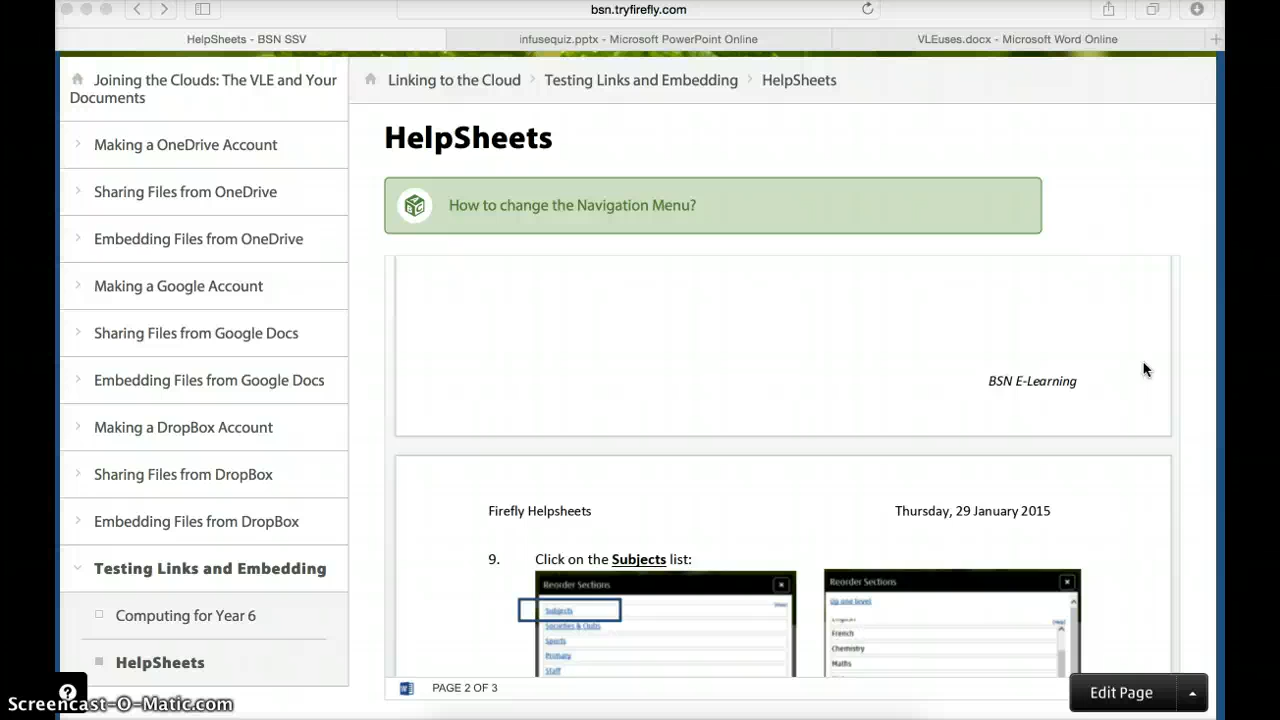 bsn.tryfirefly.com
HelpSheets - BSN SSV
infusequiz.pptx - Microsoft PowerPoint Online
VLEuses.docx - Microsoft Word Online
Joining the Clouds: The VLE and Your
Documents
Making a OneDrive Account
Sharing Files from OneDrive
Embedding Files from OneDrive
Making a Google Account
Sharing Files from Google Docs
Embedding Files from Google Docs
Making a DropBox Account
Sharing Files from DropBox
Embedding Files from DropBox
Testing Links and Embedding
Computing for Year 6
HelpSheets
Linking to the Cloud
Testing Links and Embedding
HelpSheets
HelpSheets
How to change the Navigation Menu?
BSN E-Learning
Firefly Helpsheets
Thursday, 29 January 2015
9. Click on the Subjects list:
Reorder Sections
Subjects
Societies & Clubs
Sports
Primary
Staff
Reorder Sections
Up one level
English
French
Chemistry
Maths
PAGE 2 OF 3
Edit Page
Screencast-O-Matic.com